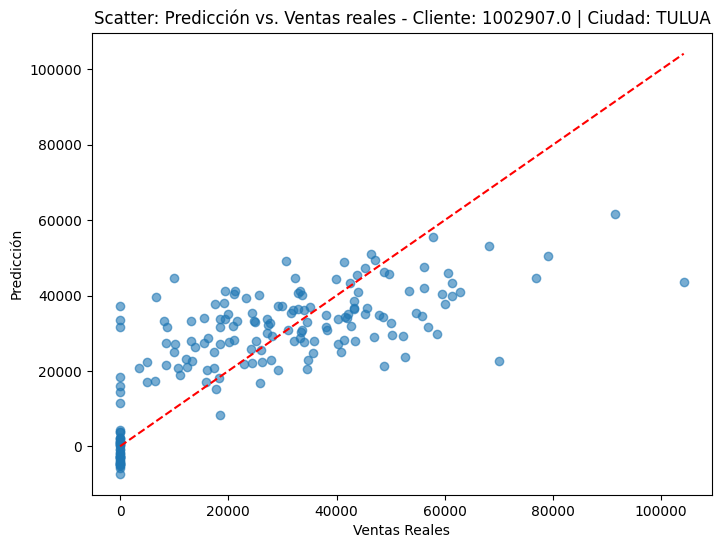 Scatter: Predicción vs. Ventas reales - Cliente: 1002907.0 | Ciudad: TULUA
100000
80000
60000
40000
20000
0
Predicción
0 20000 40000 60000 80000 100000
Ventas Reales